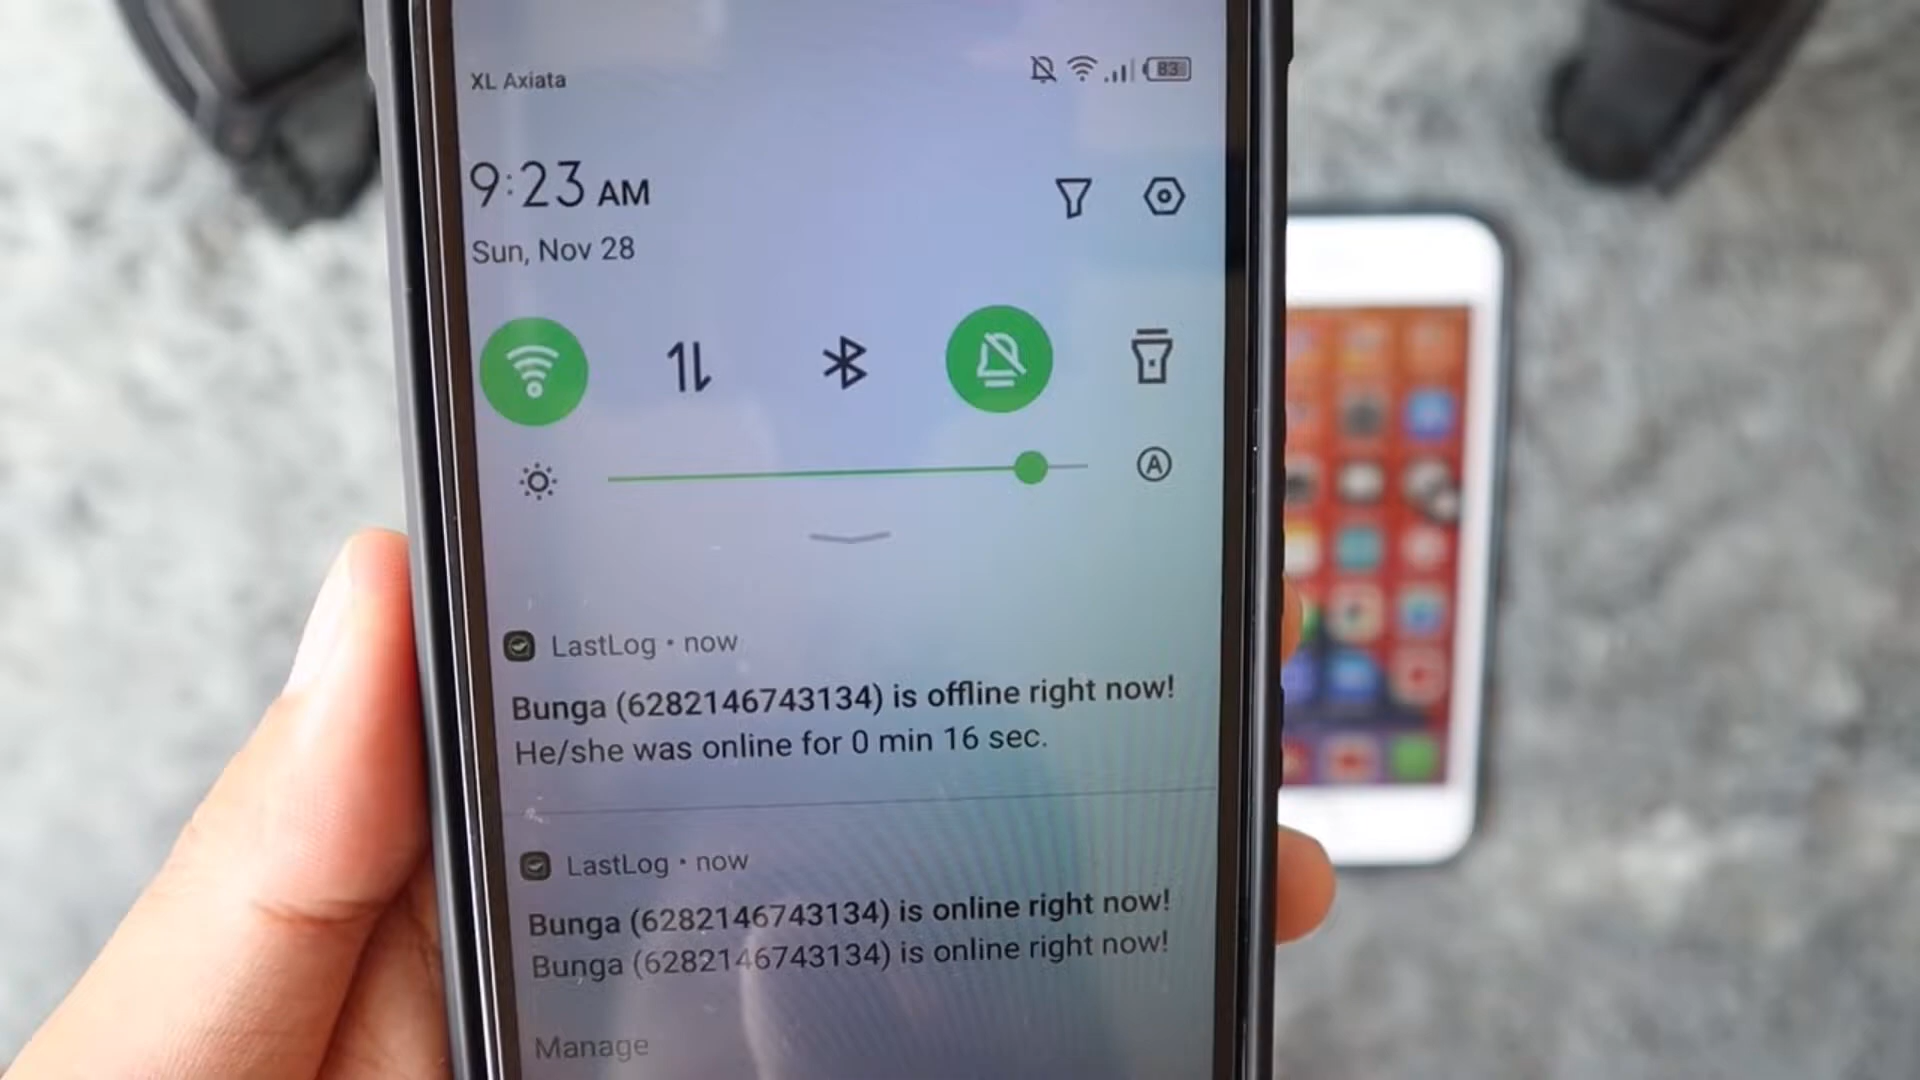 XL Axiata
83
9:23 AM
Sun, Nov 28
A
LastLog • now
Bunga (6282146743134) is offline right now!
He/she was online for 0 min 16 sec.
LastLog • now
Bunga (6282146743134) is online right now!
Bunga (6282146743134) is online right now!
Manage